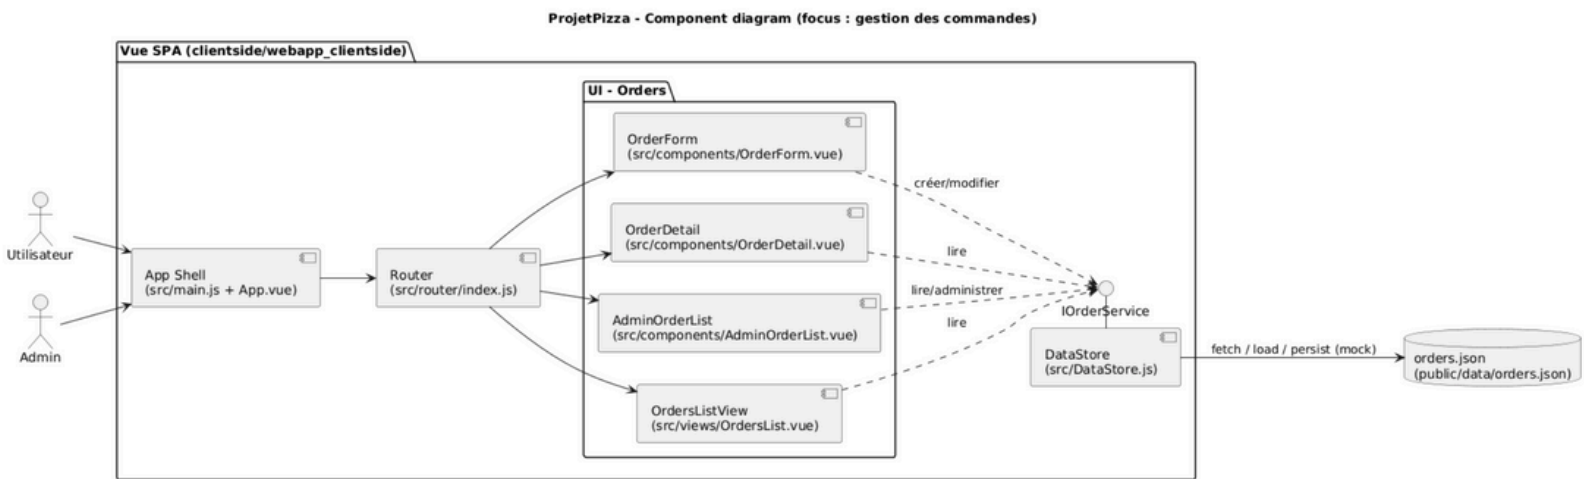 ProjetPizza - Component diagram (focus : gestion des commandes)
Vue SPA (clientside/webapp_clientside)
UI - Orders
OrderForm
(src/components/OrderForm.vue)
créer/modifier
OrderDetail
(src/components/OrderDetail.vue)
lire
Utilisateur
App Shell
(src/main.js + App.vue)
Router
(src/router/index.js)
lire/administrer
AdminOrderList
(src/components/AdminOrderList.vue)
lire
IOrderService
Admin
DataStore
(src/DataStore.js)
fetch / load / persist (mock)
orders.json
(public/data/orders.json)
OrdersListView
(src/views/OrdersList.vue)